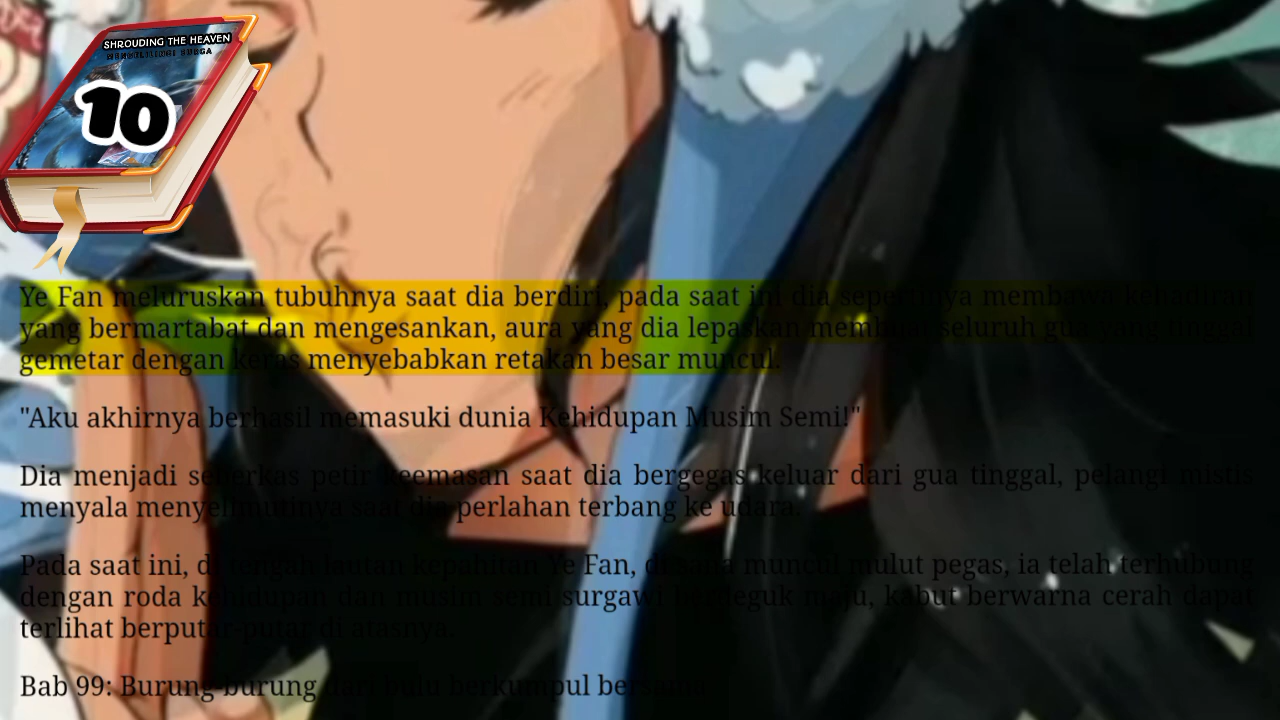 SHROUDING THE HEAVEN
MENYELIMUTI SURGA
10
Ye Fan meluruskan tubuhnya saat dia berdiri, pada saat ini dia sepertinya membawa kehadiran
yang bermartabat dan mengesankan, aura yang dia lepaskan membuat seluruh gua yang tinggal
gemetar dengan keras menyebabkan retakan besar muncul.
"Aku akhirnya berhasil memasuki dunia Kehidupan Musim Semi!"
Dia menjadi seberkas petir keemasan saat dia bergegas keluar dari gua tinggal, pelangi mistis
menyala menyelimutinya saat dia perlahan terbang ke udara.
Pada saat ini, di tengah lautan kepahitan Ye Fan, di sana muncul mulut pegas, ia telah terhubung
dengan roda kehidupan dan musim semi surgawi berdeguk maju, kabut berwarna cerah dapat
terlihat berputar-putar di atasnya.
Bab 99: Burung-burung dari bulu berkumpul bersama